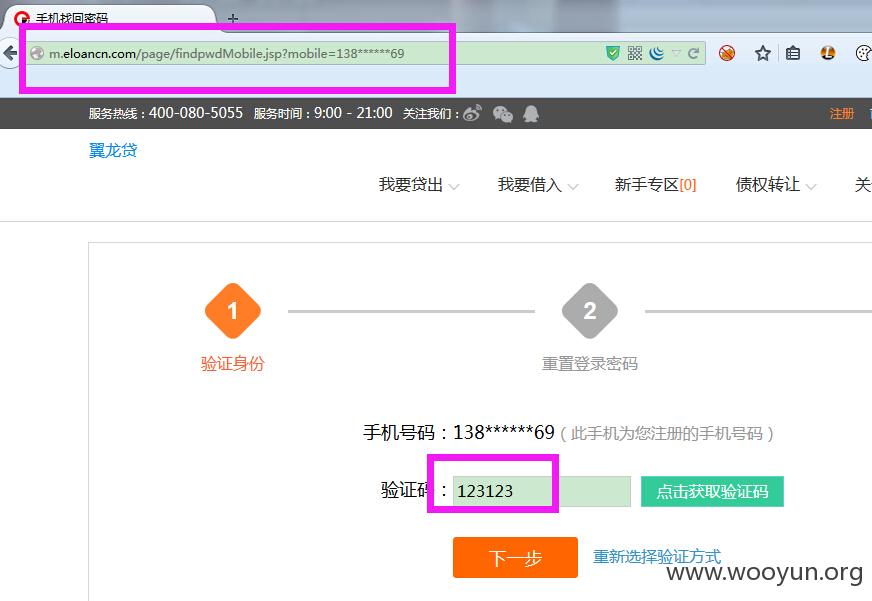 手机找回密码
m.eloancn.com/page/findpwdMobile.jsp?mobile=138******69
服务热线：400-080-5055 服务时间：9:00 - 21:00 关注我们：
注册
翼龙贷
我要贷出 我要借入 新手专区[0] 债权转让 关
1 2
验证身份 重置登录密码
手机号码：138******69（此手机为您注册的手机号码）
验证码：123123 点击获取验证码
下一步 重新选择验证方式
www.wooyun.org